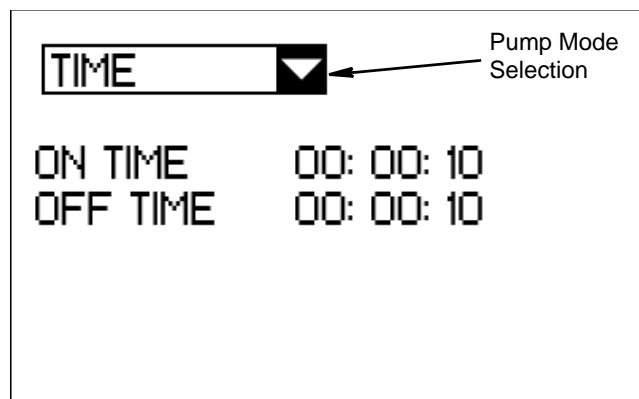 TIME
Pump Mode
Selection
ON TIME 00: 00: 10
OFF TIME 00: 00: 10